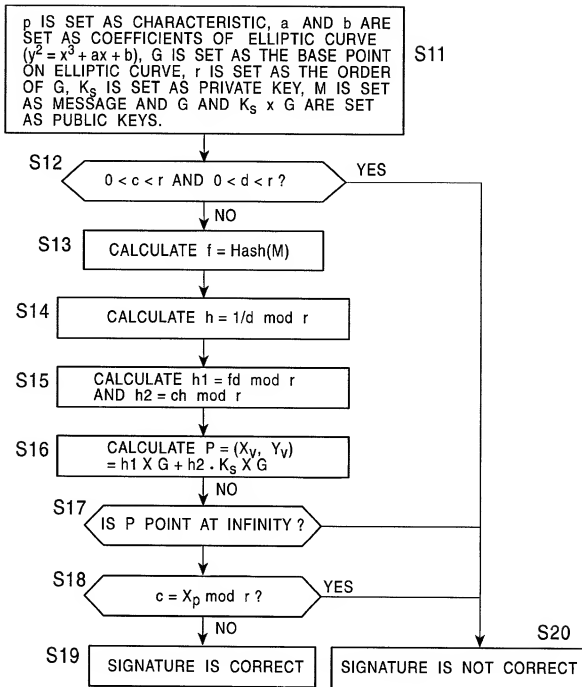 p IS SET AS CHARACTERISTIC, a AND b ARE
SET AS COEFFICIENTS OF ELLIPTIC CURVE
(y² = x³ + ax + b), G IS SET AS THE BASE POINT
ON ELLIPTIC CURVE, r IS SET AS THE ORDER
OF G, Kₛ IS SET AS PRIVATE KEY, M IS SET
AS MESSAGE AND G AND Kₛ x G ARE SET
AS PUBLIC KEYS.
S11
S12
0 < c < r AND 0 < d < r ?
YES
NO
S13
CALCULATE f = Hash(M)
S14
CALCULATE h = 1/d mod r
S15
CALCULATE h1 = fd mod r
AND h2 = ch mod r
S16
CALCULATE P = (Xᵥ, Yᵥ)
= h1 X G + h2 . Kₛ X G
NO
S17
IS P POINT AT INFINITY ?
S18
c = Xₚ mod r ?
YES
NO
S19
SIGNATURE IS CORRECT
S20
SIGNATURE IS NOT CORRECT